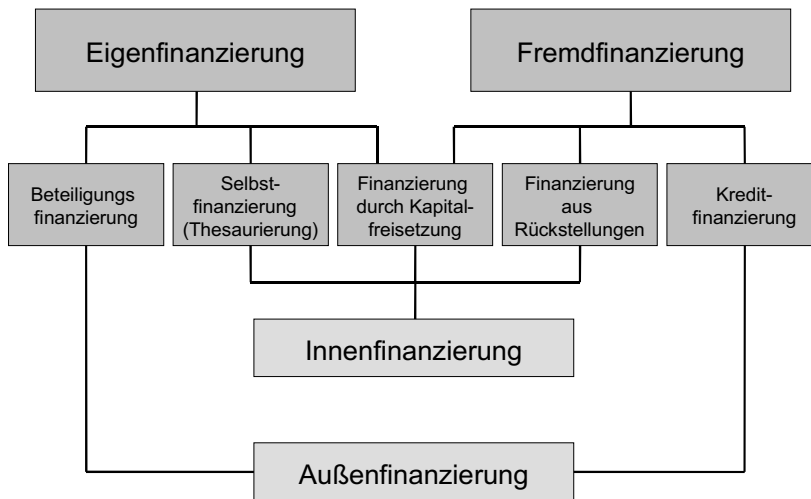 Eigenfinanzierung
Fremdfinanzierung
Beteiligungs
finanzierung
Selbst-
finanzierung
(Thesaurierung)
Finanzierung
durch Kapital-
freisetzung
Finanzierung
aus
Rückstellungen
Kredit-
finanzierung
Innenfinanzierung
Außenfinanzierung